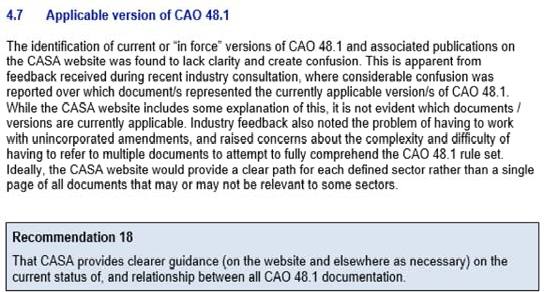 4.7 Applicable version of CAO 48.1
The identification of current or "in force" versions of CAO 48.1 and associated publications on
the CASA website was found to lack clarity and create confusion. This is apparent from
feedback received during recent industry consultation, where considerable confusion was
reported over which document/s represented the currently applicable version/s of CAO 48.1.
While the CASA website includes some explanation of this, it is not evident which documents /
versions are currently applicable. Industry feedback also noted the problem of having to work
with unincorporated amendments, and raised concerns about the complexity and difficulty of
having to refer to multiple documents to attempt to fully comprehend the CAO 48.1 rule set.
Ideally, the CASA website would provide a clear path for each defined sector rather than a single
page of all documents that may or may not be relevant to some sectors.
Recommendation 18
That CASA provides clearer guidance (on the website and elsewhere as necessary) on the
current status of, and relationship between all CAO 48.1 documentation.